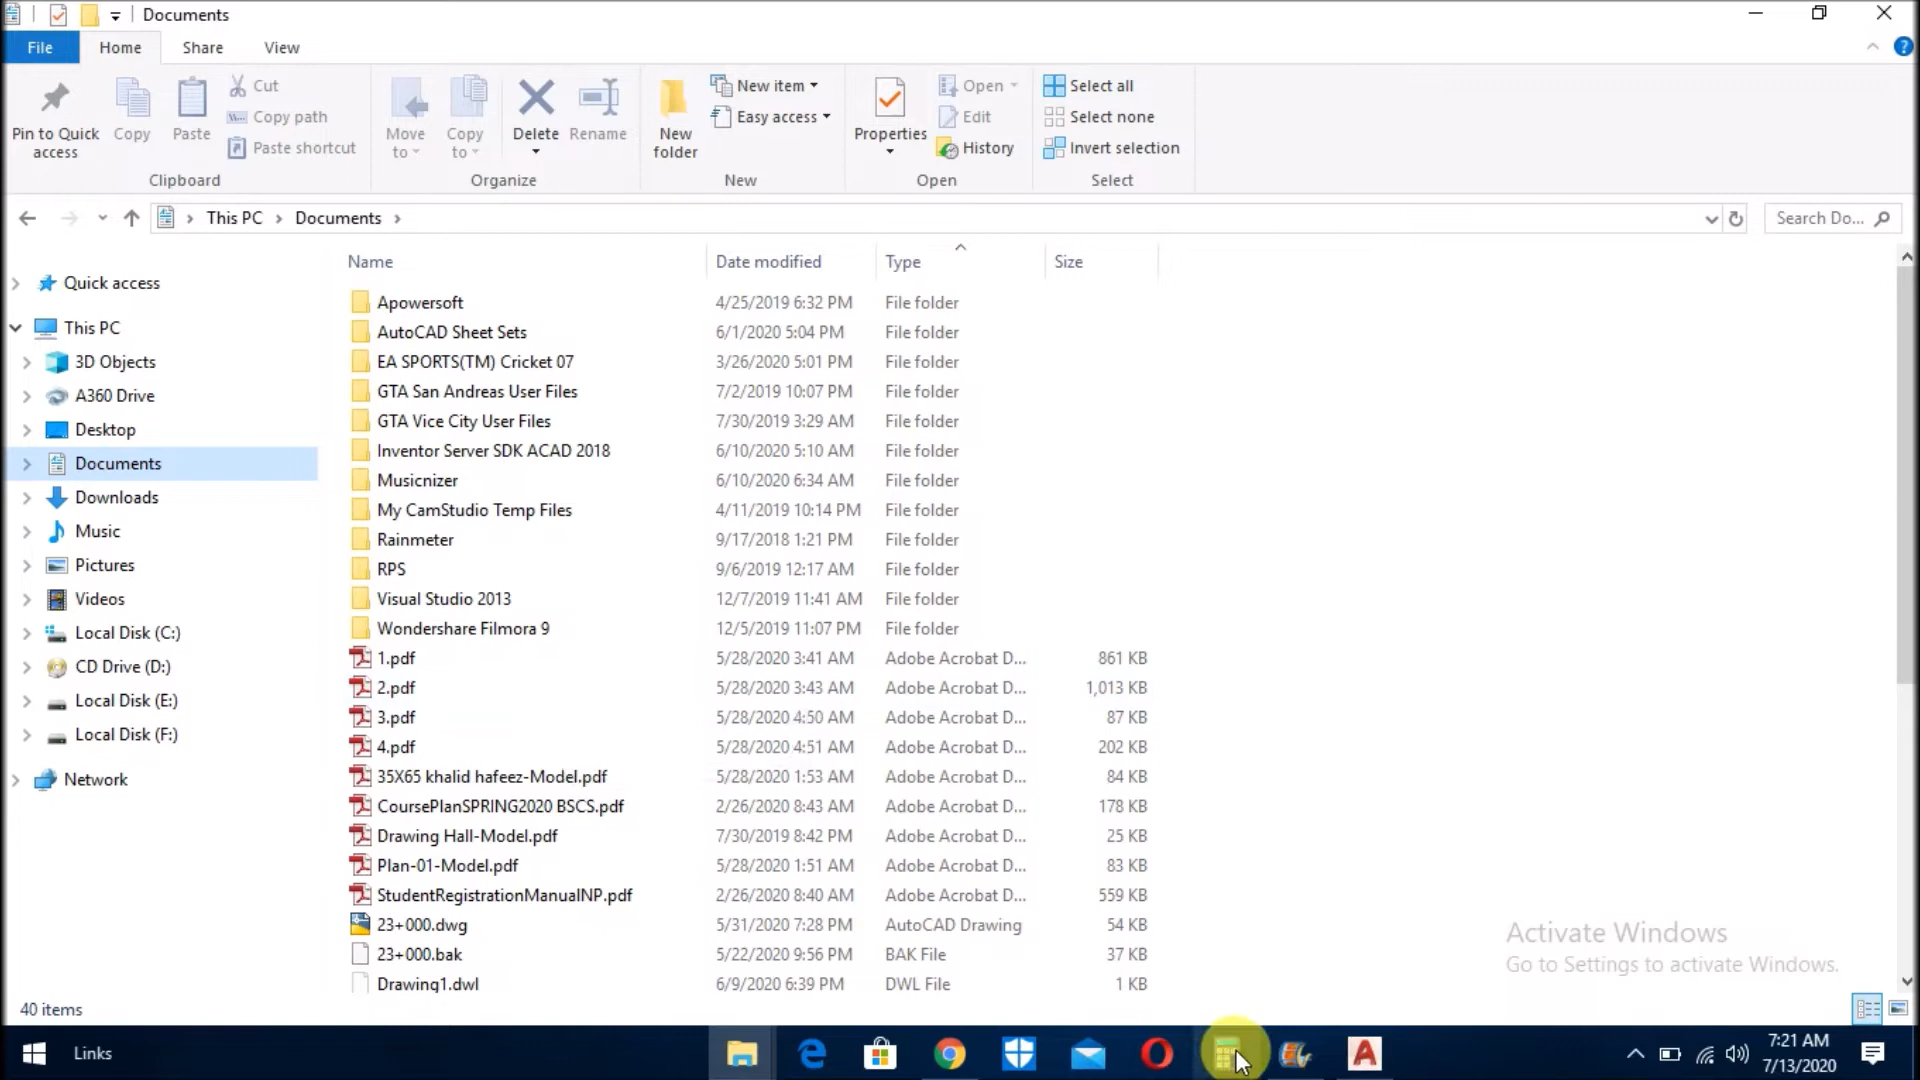 Documents
File Home Share View
Pin to Quick access
Copy
Paste
Cut
Copy path
Paste shortcut
Clipboard
Move to
Copy to
Delete
Rename
Organize
New folder
New item
Easy access
New
Properties
Open
Edit
History
Open
Select all
Select none
Invert selection
Select
This PC Documents
Search Do...
Quick access
This PC
3D Objects
A360 Drive
Desktop
Documents
Downloads
Music
Pictures
Videos
Local Disk (C:)
CD Drive (D:)
Local Disk (E:)
Local Disk (F:)
Network
Name Date modified Type Size
Apowersoft 4/25/2019 6:32 PM File folder
AutoCAD Sheet Sets 6/1/2020 5:04 PM File folder
EA SPORTS(TM) Cricket 07 3/26/2020 5:01 PM File folder
GTA San Andreas User Files 7/2/2019 10:07 PM File folder
GTA Vice City User Files 7/30/2019 3:29 AM File folder
Inventor Server SDK ACAD 2018 6/10/2020 5:10 AM File folder
Musicnizer 6/10/2020 6:34 AM File folder
My CamStudio Temp Files 4/11/2019 10:14 PM File folder
Rainmeter 9/17/2018 1:21 PM File folder
RPS 9/6/2019 12:17 AM File folder
Visual Studio 2013 12/7/2019 11:41 AM File folder
Wondershare Filmora 9 12/5/2019 11:07 PM File folder
1.pdf 5/28/2020 3:41 AM Adobe Acrobat D... 861 KB
2.pdf 5/28/2020 3:43 AM Adobe Acrobat D... 1,013 KB
3.pdf 5/28/2020 4:50 AM Adobe Acrobat D... 87 KB
4.pdf 5/28/2020 4:51 AM Adobe Acrobat D... 202 KB
35X65 khalid hafeez-Model.pdf 5/28/2020 1:53 AM Adobe Acrobat D... 84 KB
CoursePlanSPRING2020 BSCS.pdf 2/26/2020 8:43 AM Adobe Acrobat D... 178 KB
Drawing Hall-Model.pdf 7/30/2019 8:42 PM Adobe Acrobat D... 25 KB
Plan-01-Model.pdf 5/28/2020 1:51 AM Adobe Acrobat D... 83 KB
StudentRegistrationManualNP.pdf 2/26/2020 8:40 AM Adobe Acrobat D... 559 KB
23+000.dwg 5/31/2020 7:28 PM AutoCAD Drawing 54 KB
23+000.bak 5/22/2020 9:56 PM BAK File 37 KB
Drawing1.dwl 6/9/2020 6:39 PM DWL File 1 KB
Activate Windows
Go to Settings to activate Windows.
40 items
Links
7:21 AM
7/13/2020